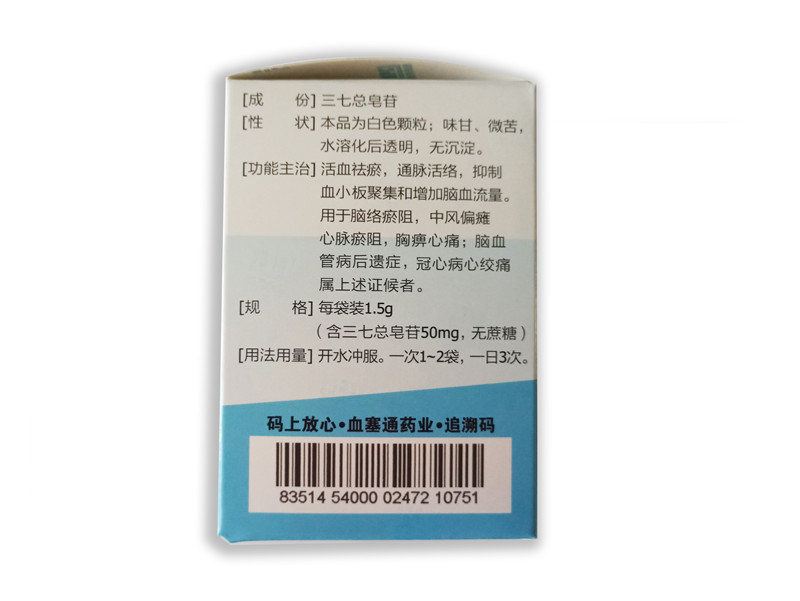 [成 份] 三七总皂苷
[性 状] 本品为白色颗粒；味甘、微苦，
水溶化后透明，无沉淀。
[功能主治] 活血祛瘀，通脉活络，抑制
血小板聚集和增加脑血流量。
用于脑络瘀阻，中风偏瘫
心脉瘀阻，胸痹心痛；脑血
管病后遗症，冠心病心绞痛
属上述证候者。
[规 格] 每袋装1.5g
（含三七总皂苷50mg，无蔗糖）
[用法用量] 开水冲服。一次1~2袋，一日3次。
码上放心•血塞通药业•追溯码
83514 54000 02472 10751